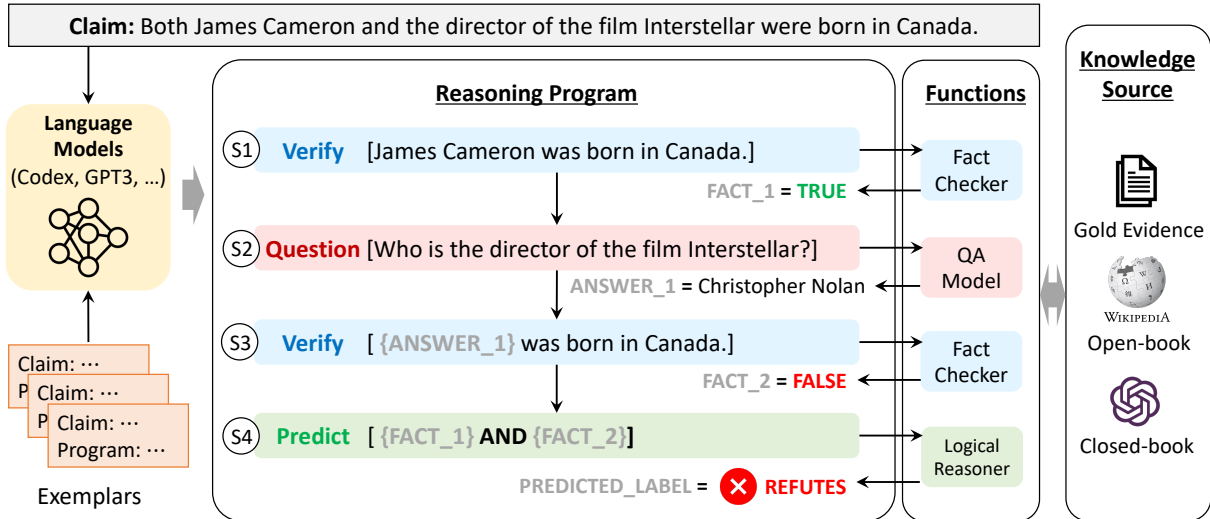 Claim: Both James Cameron and the director of the film Interstellar were born in Canada.
Language
Models
(Codex, GPT3, …)
Claim: ⋯
P
Claim: ⋯
P
Claim: ⋯
Program: ⋯
Exemplars
Reasoning Program
S1 Verify [James Cameron was born in Canada.]
FACT_1 = TRUE
S2 Question [Who is the director of the film Interstellar?]
ANSWER_1 = Christopher Nolan
S3 Verify [ {ANSWER_1} was born in Canada.]
FACT_2 = FALSE
S4 Predict [ {FACT_1} AND {FACT_2}]
PREDICTED_LABEL = REFUTES
Functions
Fact
Checker
QA
Model
Fact
Checker
Logical
Reasoner
Knowledge
Source
Gold Evidence
WIKIPEDIA
Open-book
Closed-book